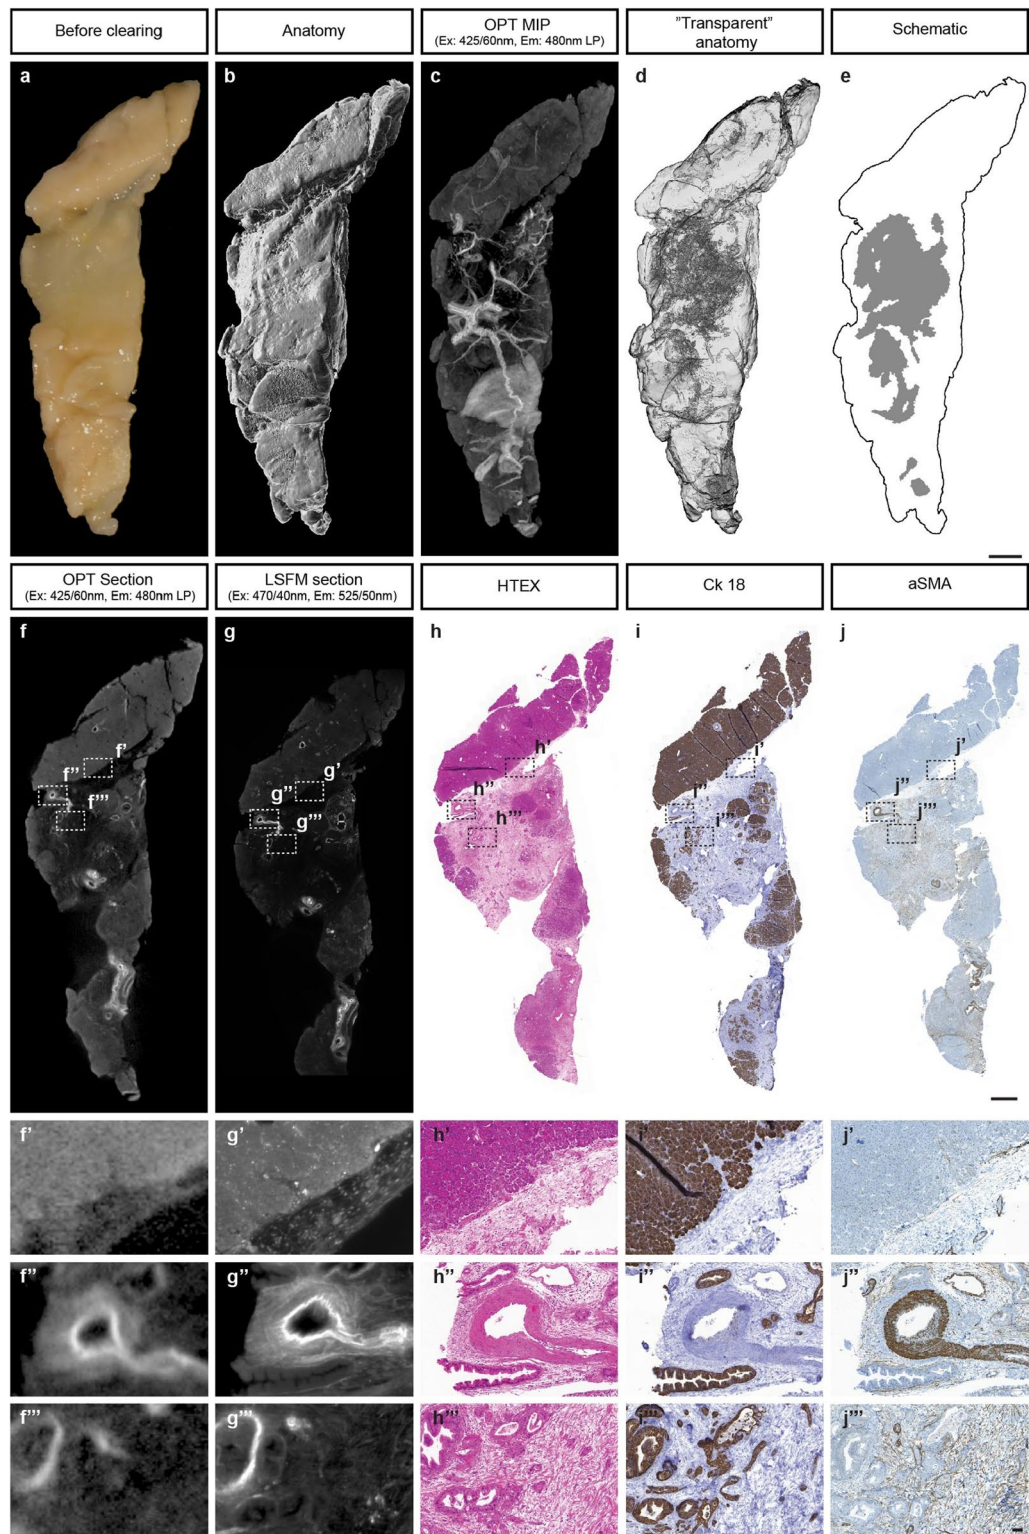 Before clearing
Anatomy
OPT MIP
(Ex: 425/60nm, Em: 480nm LP)
"Transparent"
anatomy
Schematic
a
b
c
d
e
OPT Section
(Ex: 425/60nm, Em: 480nm LP)
LSFM section
(Ex: 470/40nm, Em: 525/50nm)
HTEX
Ck 18
aSMA
f
g
h
i
j
f'
f''
f'''
g'
g''
g'''
h'
h''
h'''
i'
i''
i'''
j'
j''
j'''
f'
g'
h'
i'
j'
f''
g''
h''
i''
j''
f'''
g'''
h'''
i'''
j'''